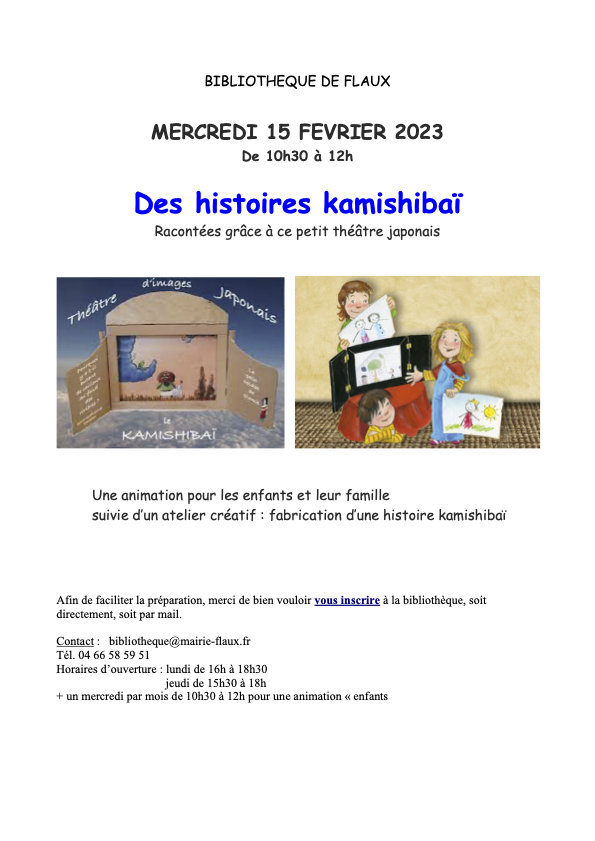 BIBLIOTHEQUE DE FLAUX
MERCREDI 15 FEVRIER 2023
De 10h30 à 12h
Des histoires kamishibaï
Racontées grâce à ce petit théâtre japonais
Théâtre d'images Japonais
le
KAMISHIBAÏ
Une animation pour les enfants et leur famille
suivie d'un atelier créatif : fabrication d'une histoire kamishibaï
Afin de faciliter la préparation, merci de bien vouloir vous inscrire à la bibliothèque, soit
directement, soit par mail.
Contact : bibliotheque@mairie-flaux.fr
Tél. 04 66 58 59 51
Horaires d'ouverture : lundi de 16h à 18h30
jeudi de 15h30 à 18h
+ un mercredi par mois de 10h30 à 12h pour une animation « enfants